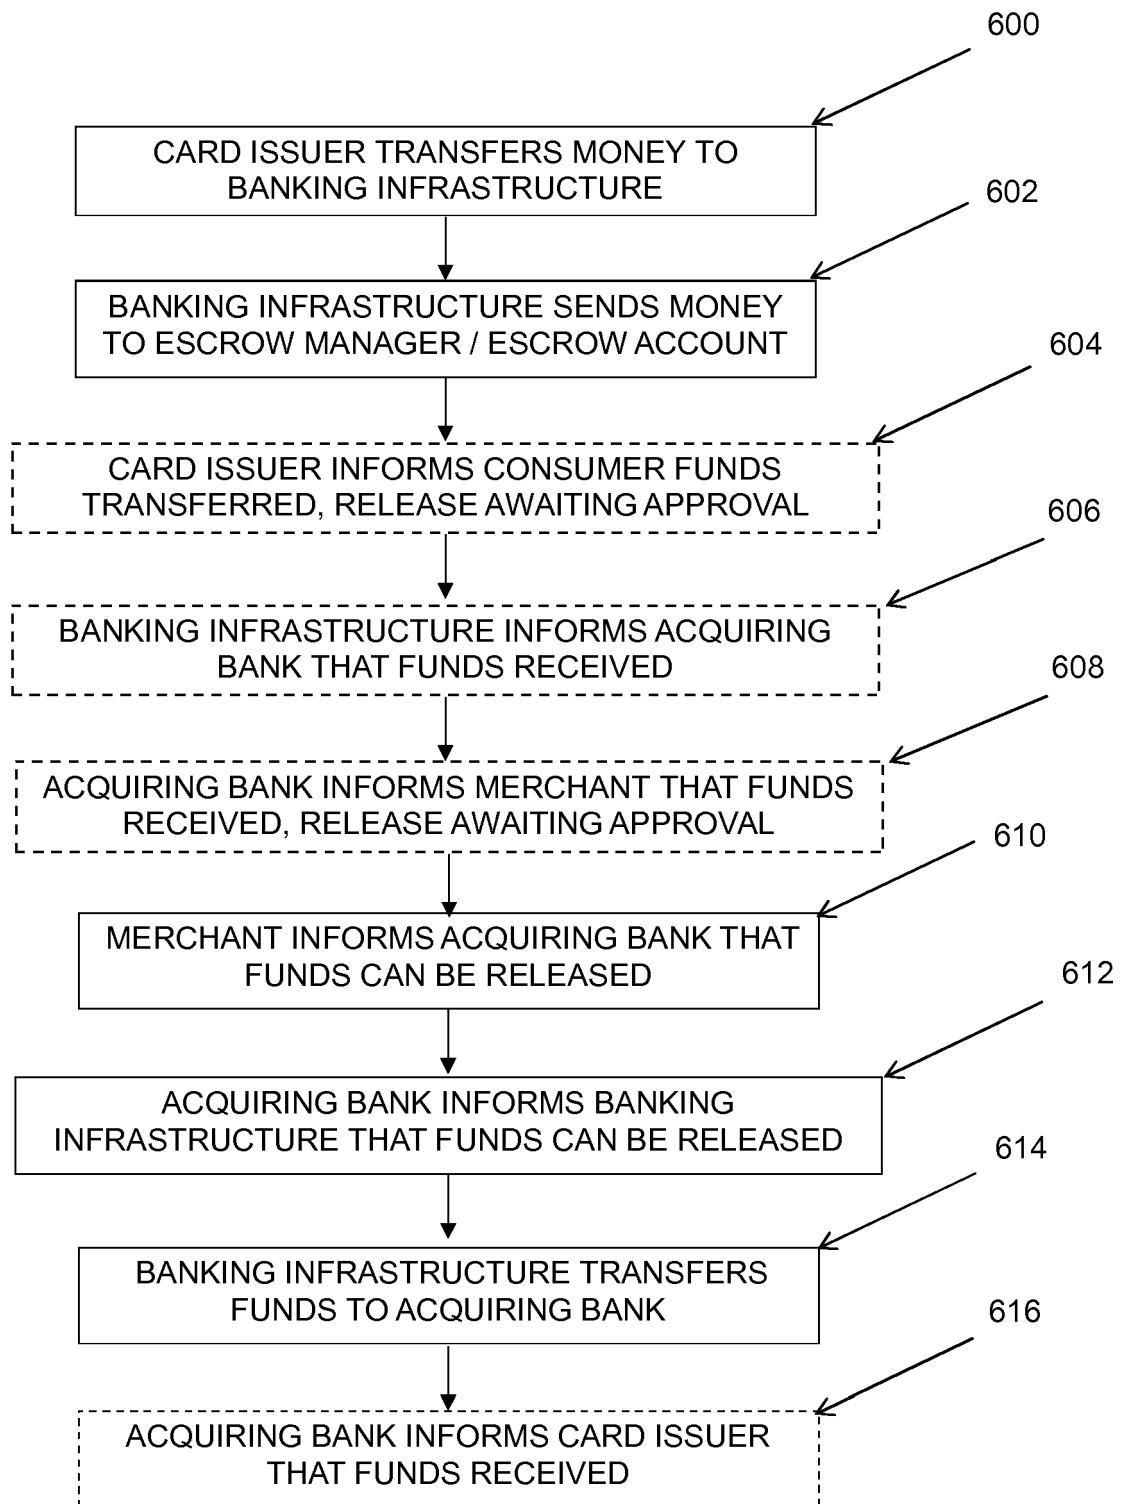 600
CARD ISSUER TRANSFERS MONEY TO
BANKING INFRASTRUCTURE
602
BANKING INFRASTRUCTURE SENDS MONEY
TO ESCROW MANAGER / ESCROW ACCOUNT
604
CARD ISSUER INFORMS CONSUMER FUNDS
TRANSFERRED, RELEASE AWAITING APPROVAL
606
BANKING INFRASTRUCTURE INFORMS ACQUIRING
BANK THAT FUNDS RECEIVED
608
ACQUIRING BANK INFORMS MERCHANT THAT FUNDS
RECEIVED, RELEASE AWAITING APPROVAL
610
MERCHANT INFORMS ACQUIRING BANK THAT
FUNDS CAN BE RELEASED
612
ACQUIRING BANK INFORMS BANKING
INFRASTRUCTURE THAT FUNDS CAN BE RELEASED
614
BANKING INFRASTRUCTURE TRANSFERS
FUNDS TO ACQUIRING BANK
616
ACQUIRING BANK INFORMS CARD ISSUER
THAT FUNDS RECEIVED